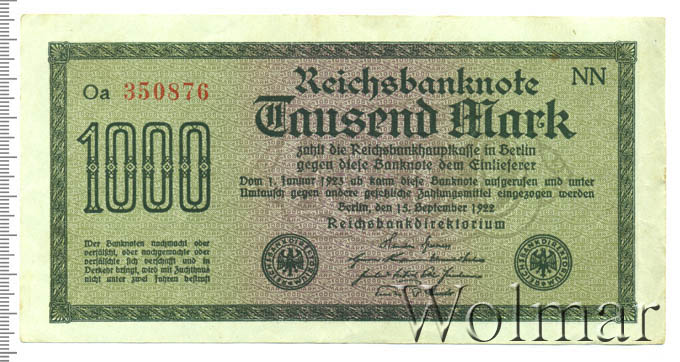 Oa 350876
NN
1000
Reichsbanknote
Tausend Mark
zahlt die Reichsbankhauptkasse in Berlin
gegen diese Banknote dem Einlieferer
Vom 1. Januar 1923 ab kann diese Banknote aufgerufen und unter
Umtausch gegen andere gesetzliche Zahlungsmittel eingezogen werden
Berlin, den 15. September 1922
Reichsbankdirektorium
Wer Banknoten nachmacht oder
verfälscht, oder nachgemachte oder
verfälschte sich verschafft und in
Verkehr bringt, wird mit Zuchthaus
nicht unter zwei Jahren bestraft
Wolmar